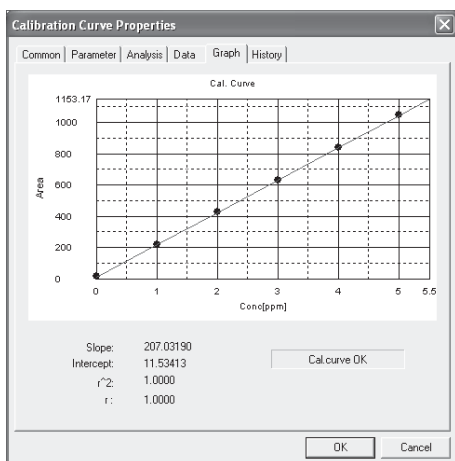 Calibration Curve Properties
Common Parameter Analysis Data Graph History
Cal. Curve
1153.17
1000
800
600
400
200
0
Area
0 1 2 3 4 5 5.5
Conc[ppm]
Slope: 207.03190
Intercept: 11.53413
r^2: 1.0000
r: 1.0000
Cal.curve OK
OK Cancel